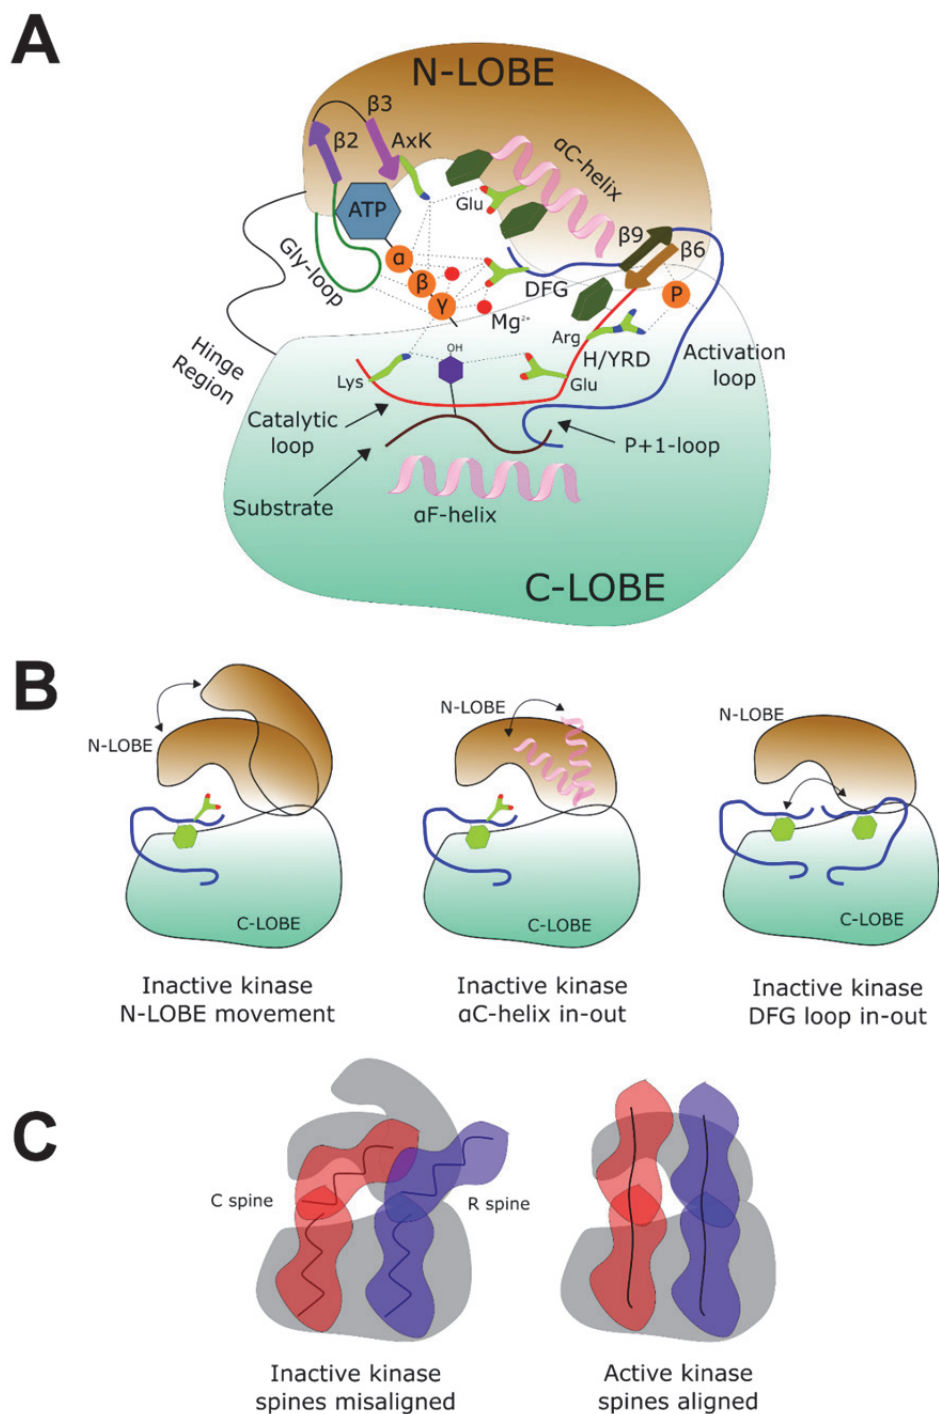 A
N-LOBE
β3
β2
AxK
αC-helix
ATP
Glu
β9
β6
α
Gly-loop
β
DFG
P
γ
Mg²⁺
Arg
H/YRD
Activation
loop
OH
Hinge
Region
Lys
Glu
Catalytic
loop
P+1-loop
Substrate
αF-helix
C-LOBE
B
N-LOBE
C-LOBE
Inactive kinase
N-LOBE movement
N-LOBE
C-LOBE
Inactive kinase
αC-helix in-out
N-LOBE
C-LOBE
Inactive kinase
DFG loop in-out
C
C spine
R spine
Inactive kinase
spines misaligned
Active kinase
spines aligned